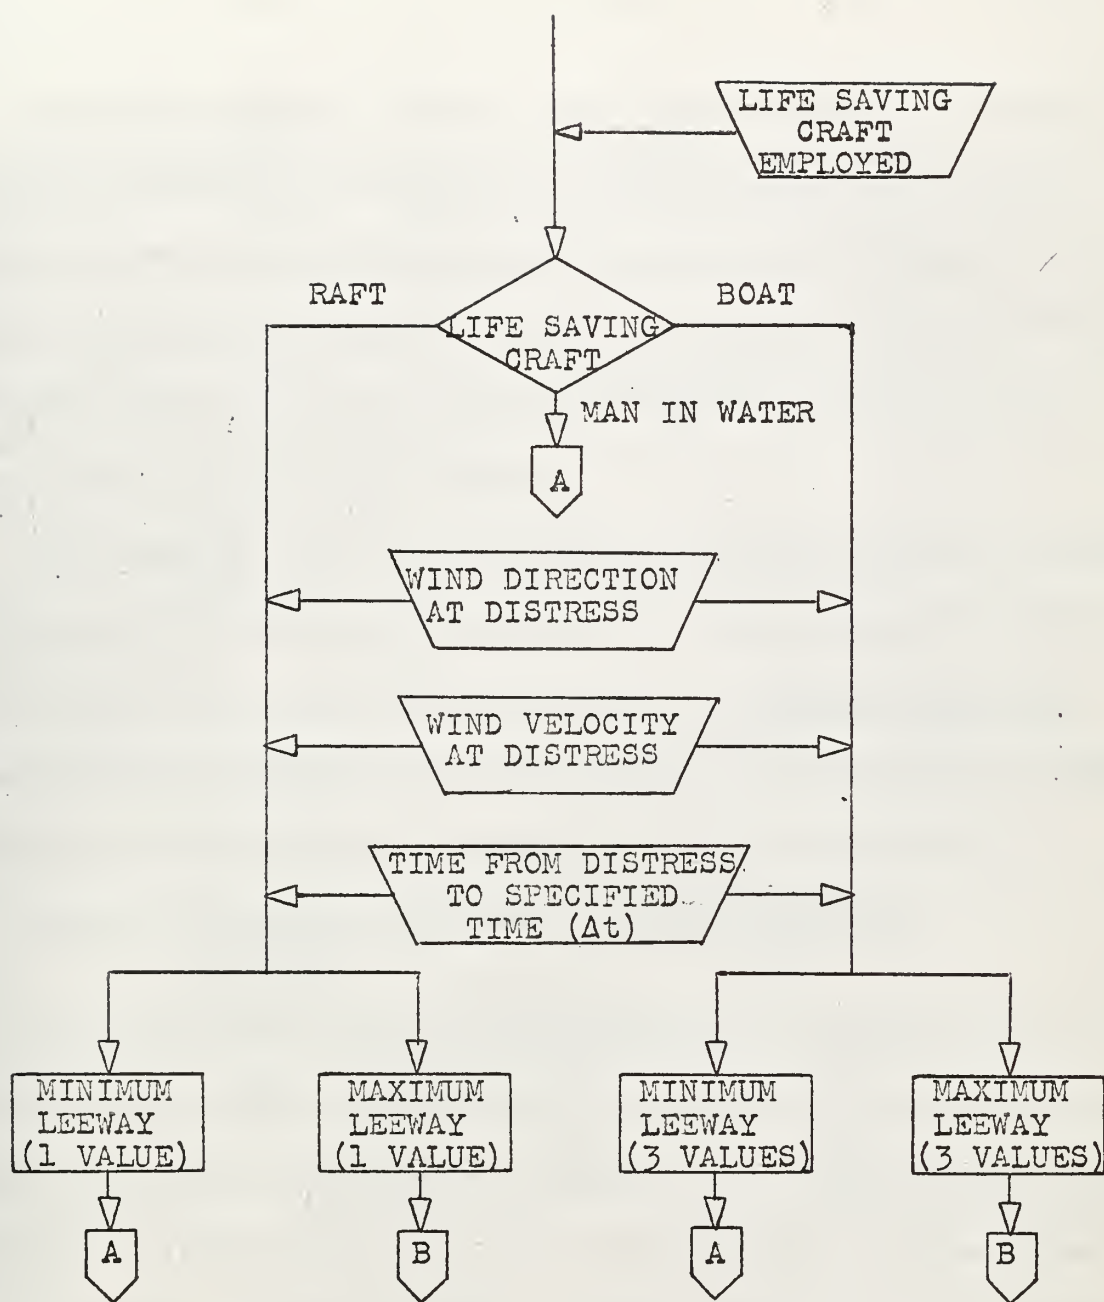 LIFE SAVING
CRAFT
EMPLOYED
RAFT
BOAT
LIFE SAVING
CRAFT
MAN IN WATER
A
WIND DIRECTION
AT DISTRESS
WIND VELOCITY
AT DISTRESS
TIME FROM DISTRESS
TO SPECIFIED
TIME (Δt)
MINIMUM
LEEWAY
(1 VALUE)
MAXIMUM
LEEWAY
(1 VALUE)
MINIMUM
LEEWAY
(3 VALUES)
MAXIMUM
LEEWAY
(3 VALUES)
A
B
A
B